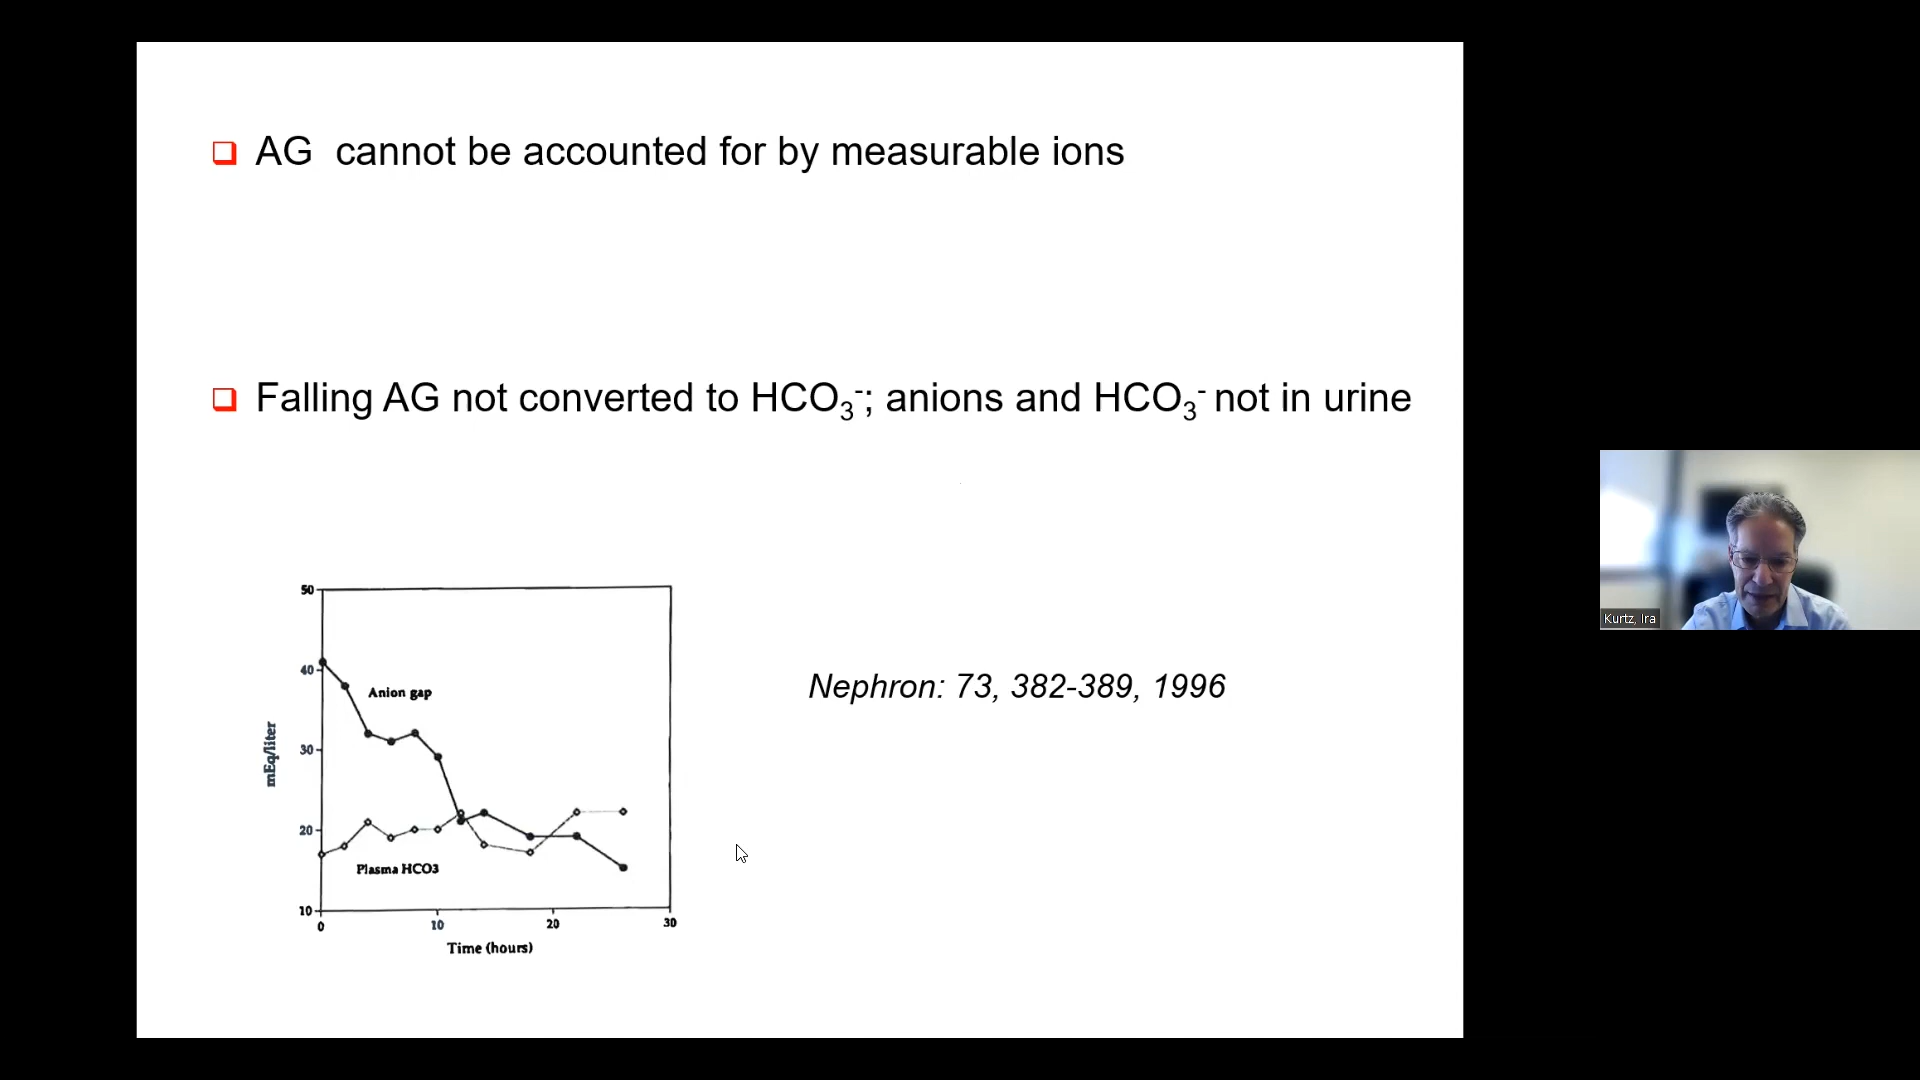 AG cannot be accounted for by measurable ions
Falling AG not converted to HCO₃⁻; anions and HCO₃⁻ not in urine
50
40
30
20
10
mEq/liter
Anion gap
Plasma HCO3
0
10
20
30
Time (hours)
Nephron: 73, 382-389, 1996
Kurtz, Ira